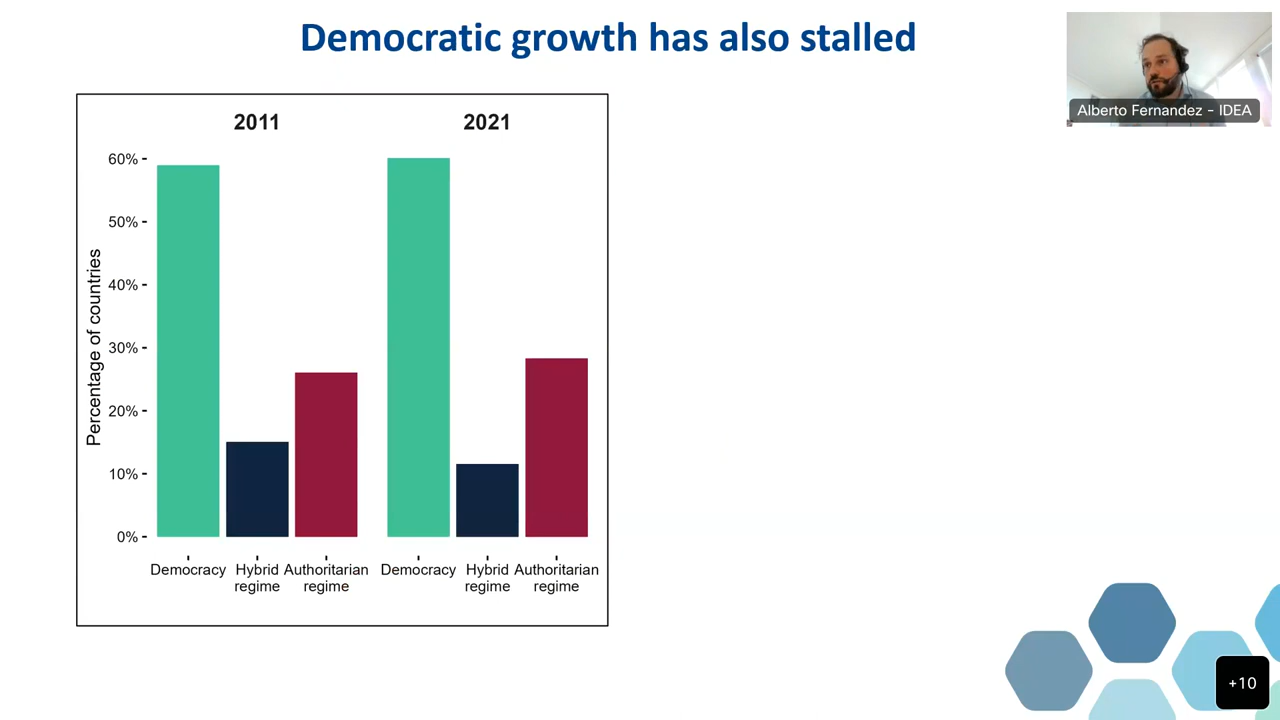 Democratic growth has also stalled
Alberto Fernandez - IDEA
2011 2021
Percentage of countries
60%
50%
40%
30%
20%
10%
0%
Democracy Hybrid regime Authoritarian regime Democracy Hybrid regime Authoritarian regime
+10